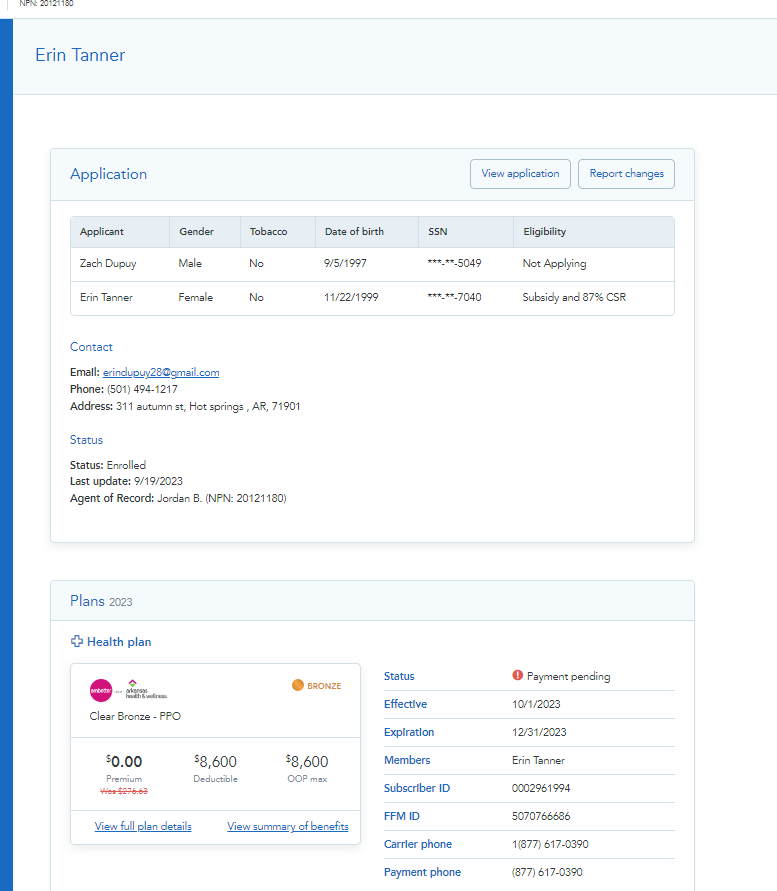 NPN: 20121180
Erin Tanner
Application
View application
Report changes
Applicant Gender Tobacco Date of birth SSN Eligibility
Zach Dupuy Male No 9/5/1997 ***-**-5049 Not Applying
Erin Tanner Female No 11/22/1999 ***-**-7040 Subsidy and 87% CSR
Contact
Email: erindupuy28@gmail.com
Phone: (501) 494-1217
Address: 311 autumn st, Hot springs , AR, 71901
Status
Status: Enrolled
Last update: 9/19/2023
Agent of Record: Jordan B. (NPN: 20121180)
Plans 2023
Health plan
ambetter
arkansas
health & wellness
BRONZE
Clear Bronze - PPO
$0.00 $8,600 $8,600
Premium Deductible OOP max
Was $276.63
View full plan details View summary of benefits
Status Payment pending
Effective 10/1/2023
Expiration 12/31/2023
Members Erin Tanner
Subscriber ID 0002961994
FFM ID 5070766686
Carrier phone 1(877) 617-0390
Payment phone (877) 617-0390